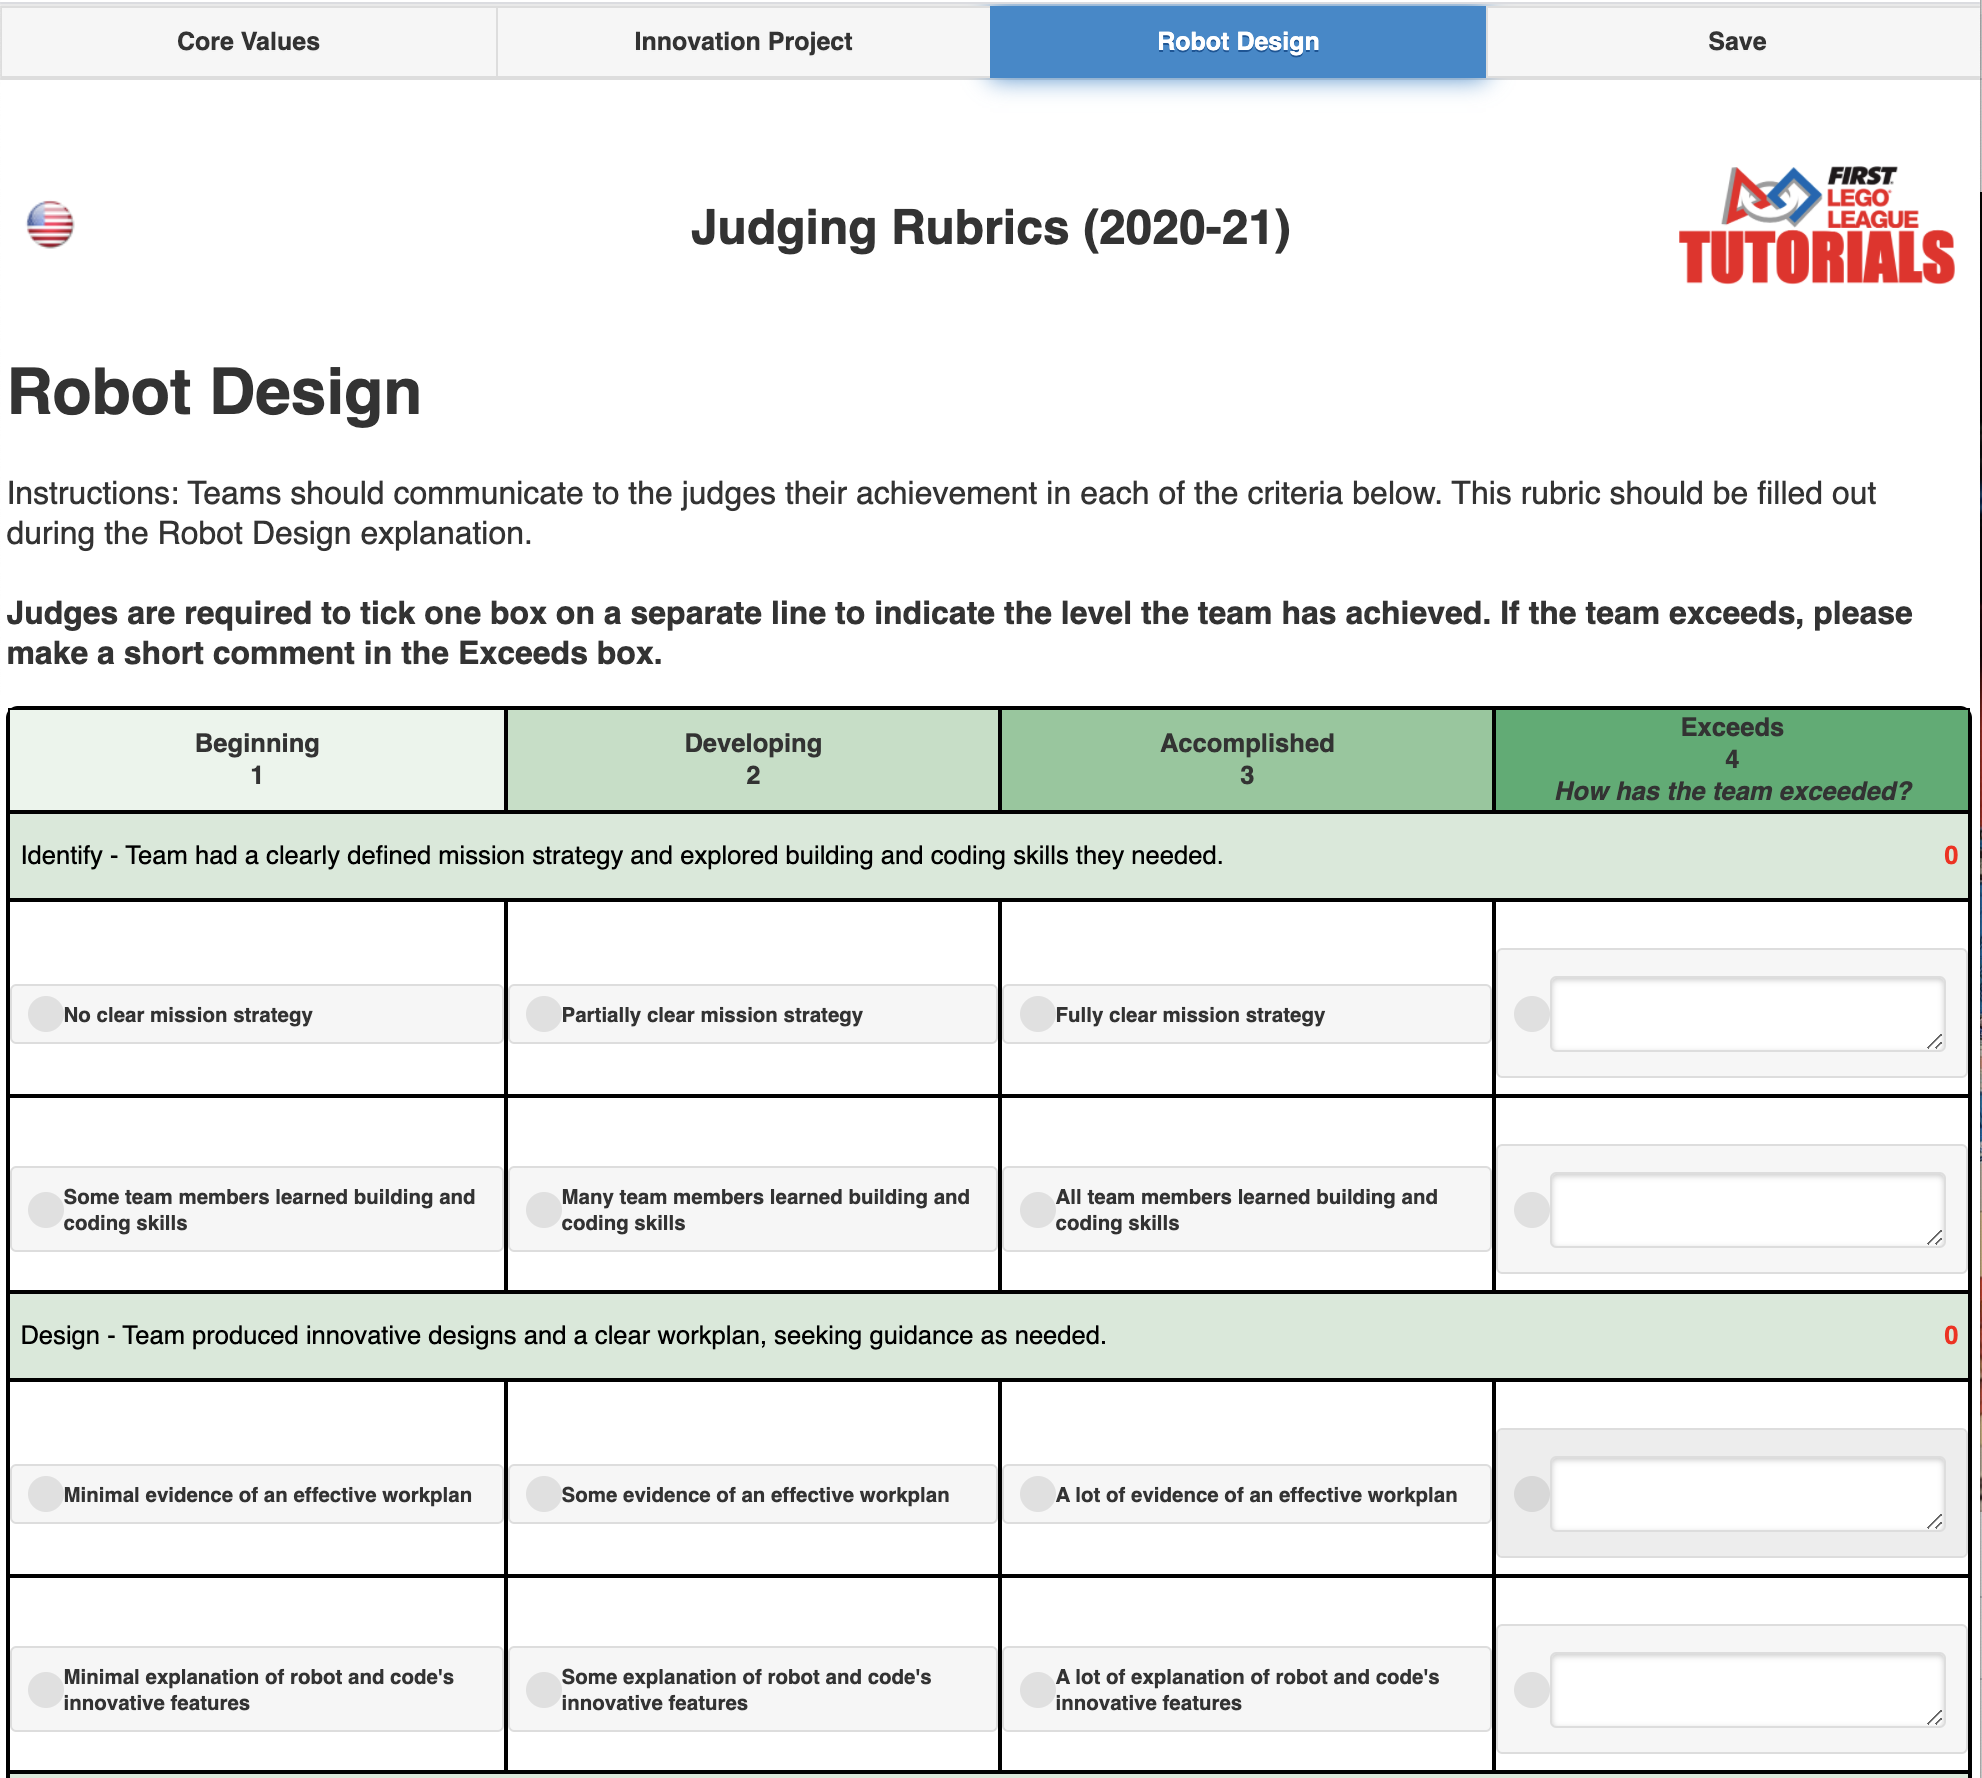 Core Values
Innovation Project
Robot Design
Save
Judging Rubrics (2020-21)
FIRST
LEGO
LEAGUE
TUTORIALS
Robot Design
Instructions: Teams should communicate to the judges their achievement in each of the criteria below. This rubric should be filled out
during the Robot Design explanation.
Judges are required to tick one box on a separate line to indicate the level the team has achieved. If the team exceeds, please
make a short comment in the Exceeds box.
Beginning
1
Developing
2
Accomplished
3
Exceeds
4
How has the team exceeded?
Identify - Team had a clearly defined mission strategy and explored building and coding skills they needed.
0
No clear mission strategy
Partially clear mission strategy
Fully clear mission strategy
Some team members learned building and
coding skills
Many team members learned building and
coding skills
All team members learned building and
coding skills
Design - Team produced innovative designs and a clear workplan, seeking guidance as needed.
0
Minimal evidence of an effective workplan
Some evidence of an effective workplan
A lot of evidence of an effective workplan
Minimal explanation of robot and code's
innovative features
Some explanation of robot and code's
innovative features
A lot of explanation of robot and code's
innovative features